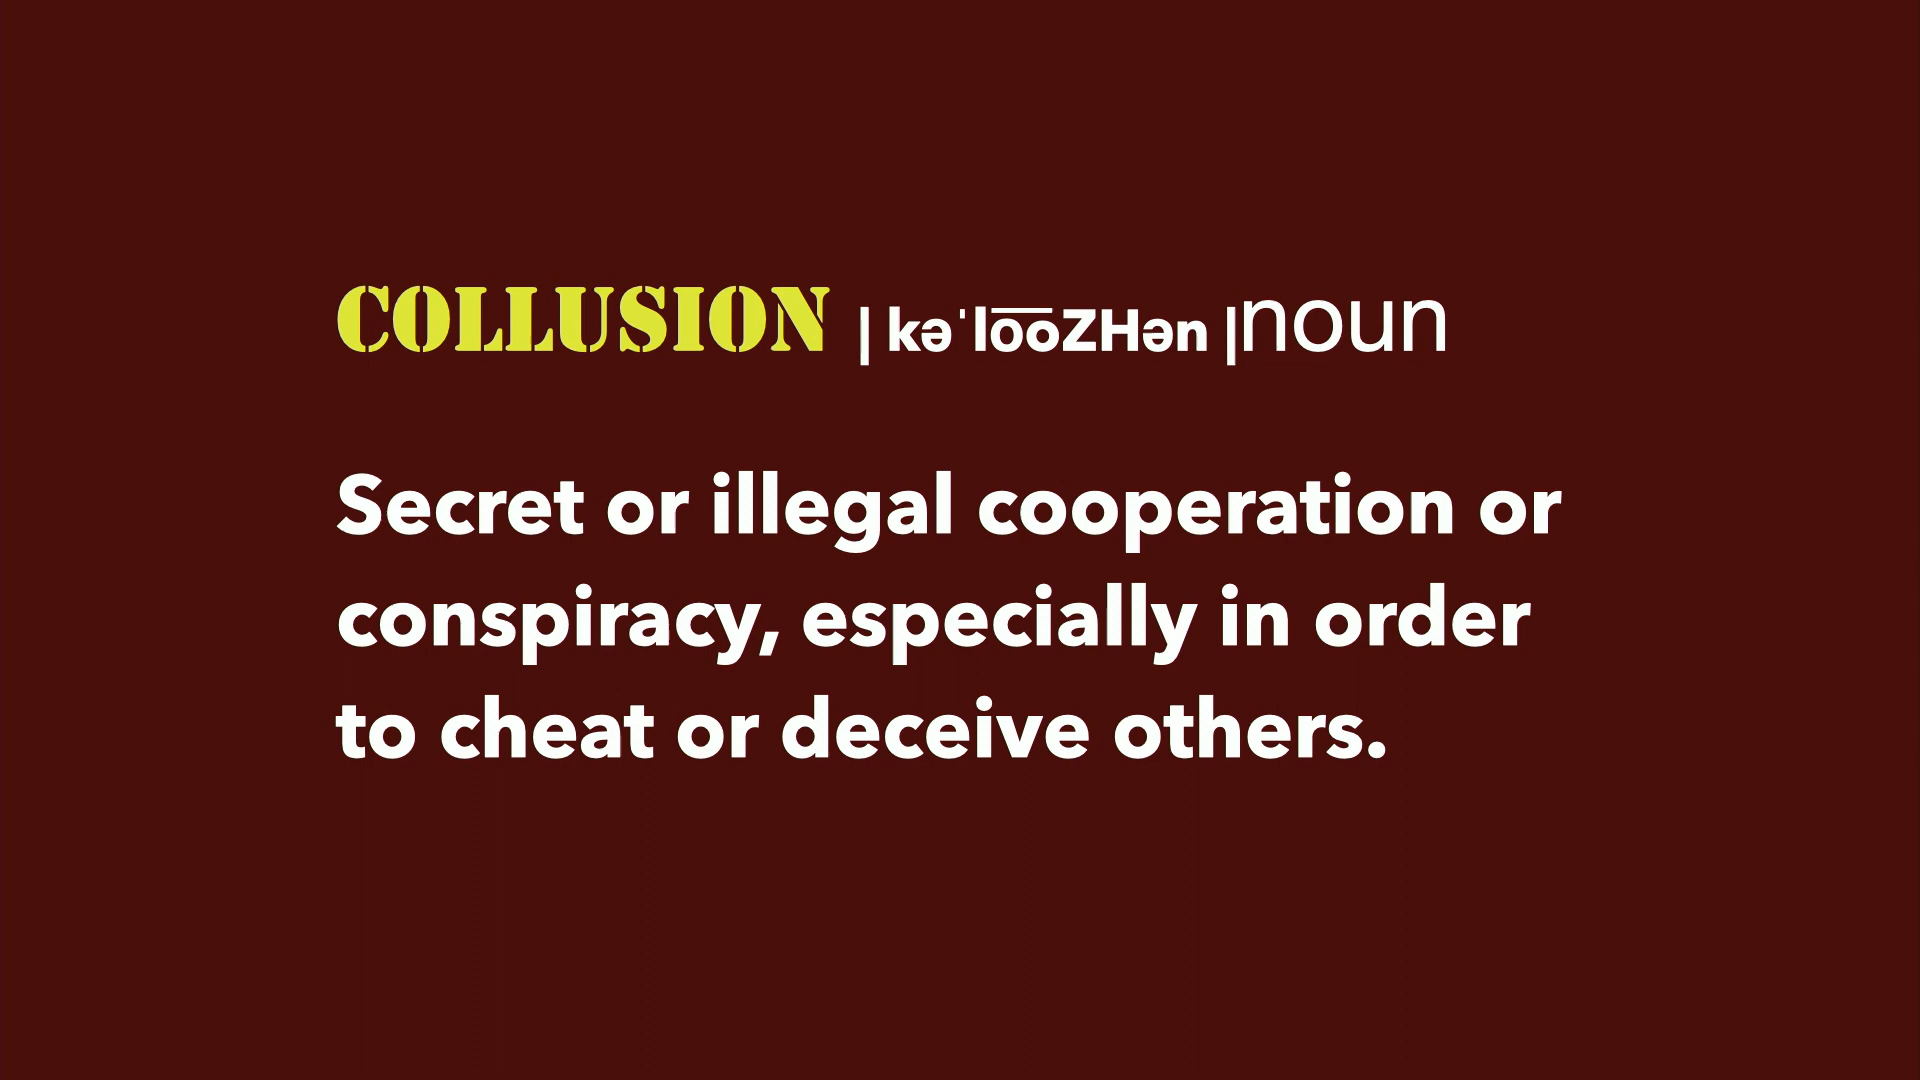 COLLUSION | kəˈlo͞oZHən |noun
Secret or illegal cooperation or
conspiracy, especially in order
to cheat or deceive others.